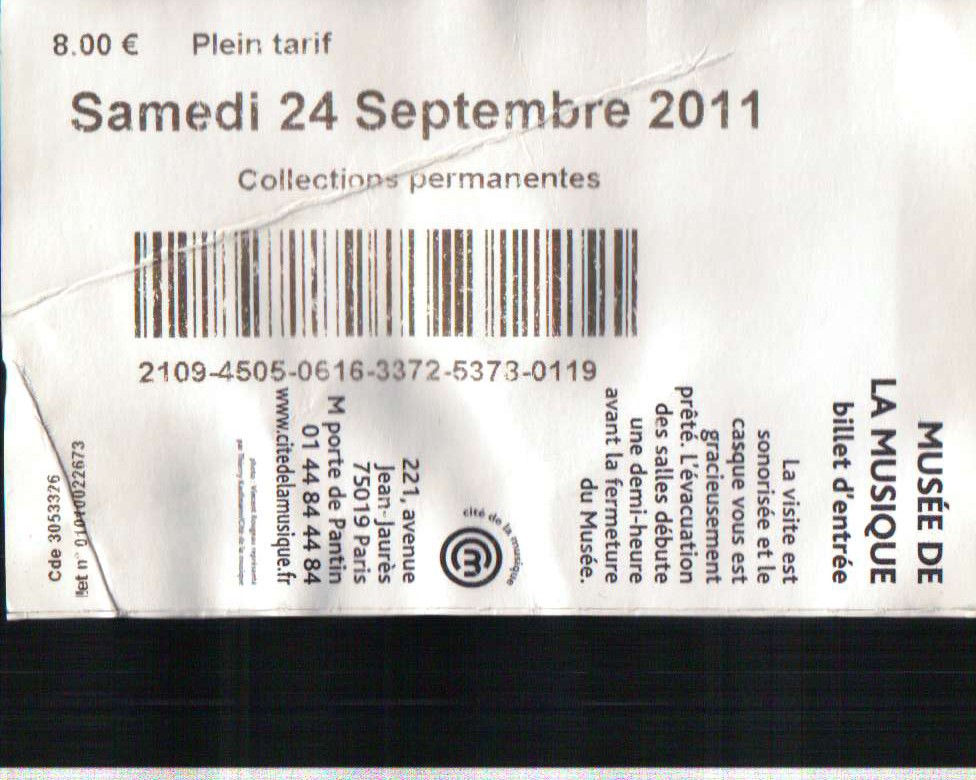 8.00 € Plein tarif
Samedi 24 Septembre 2011
Collections permanentes
2109-4505-0616-3372-5373-0119
MUSÉE DE
LA MUSIQUE
billet d'entrée
La visite est
sonorisée et le
casque vous est
gracieusement
prêté. L'évacuation
des salles débute
une demi-heure
avant la fermeture
du Musée.
cité de la musique
221, avenue
Jean-Jaurès
75019 Paris
M porte de Pantin
01 44 84 44 84
www.citedelamusique.fr
Cde 3053326
llet n° 01010022673